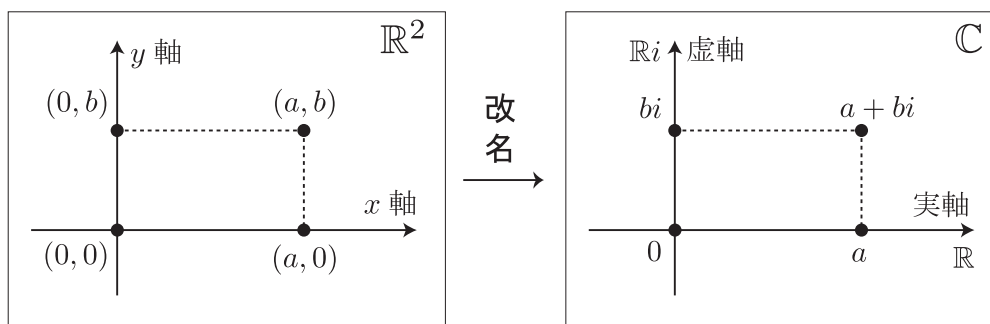 ℝ²
y 軸
(0, b)
(a, b)
x 軸
(0, 0)
(a, 0)
改
名
ℂ
ℝi
虚軸
bi
a + bi
実軸
0
a
ℝ